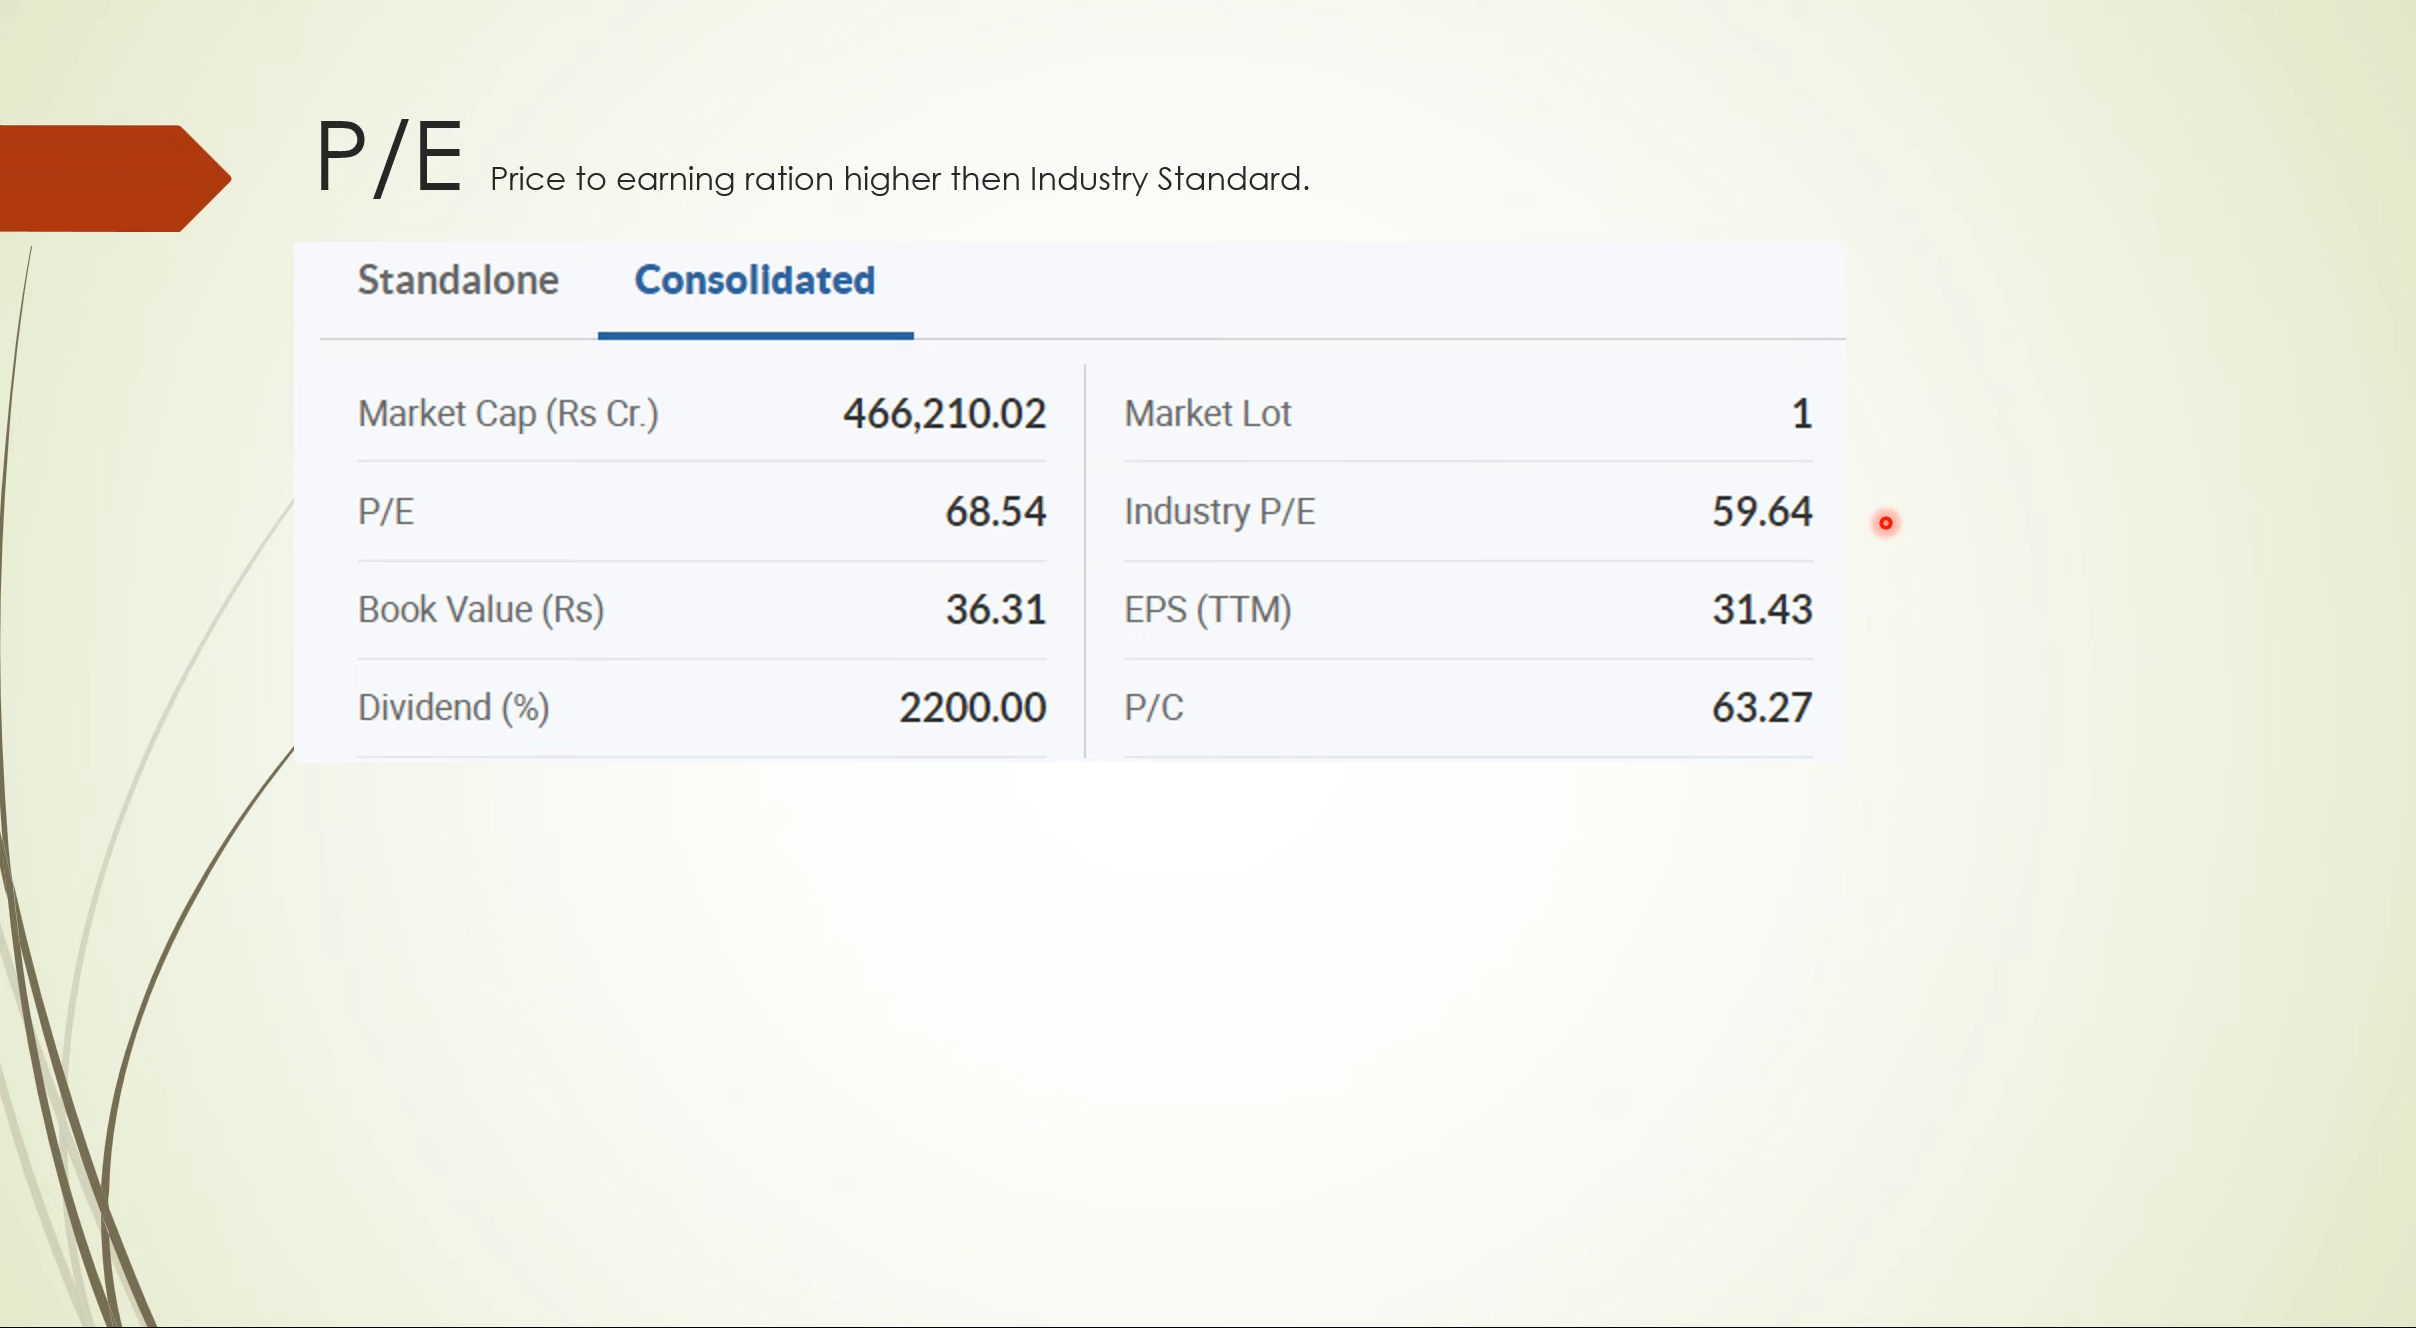 P/E Price to earning ration higher then Industry Standard.
Standalone Consolidated
Market Cap (Rs Cr.) 466,210.02 Market Lot 1
P/E 68.54 Industry P/E 59.64
Book Value (Rs) 36.31 EPS (TTM) 31.43
Dividend (%) 2200.00 P/C 63.27